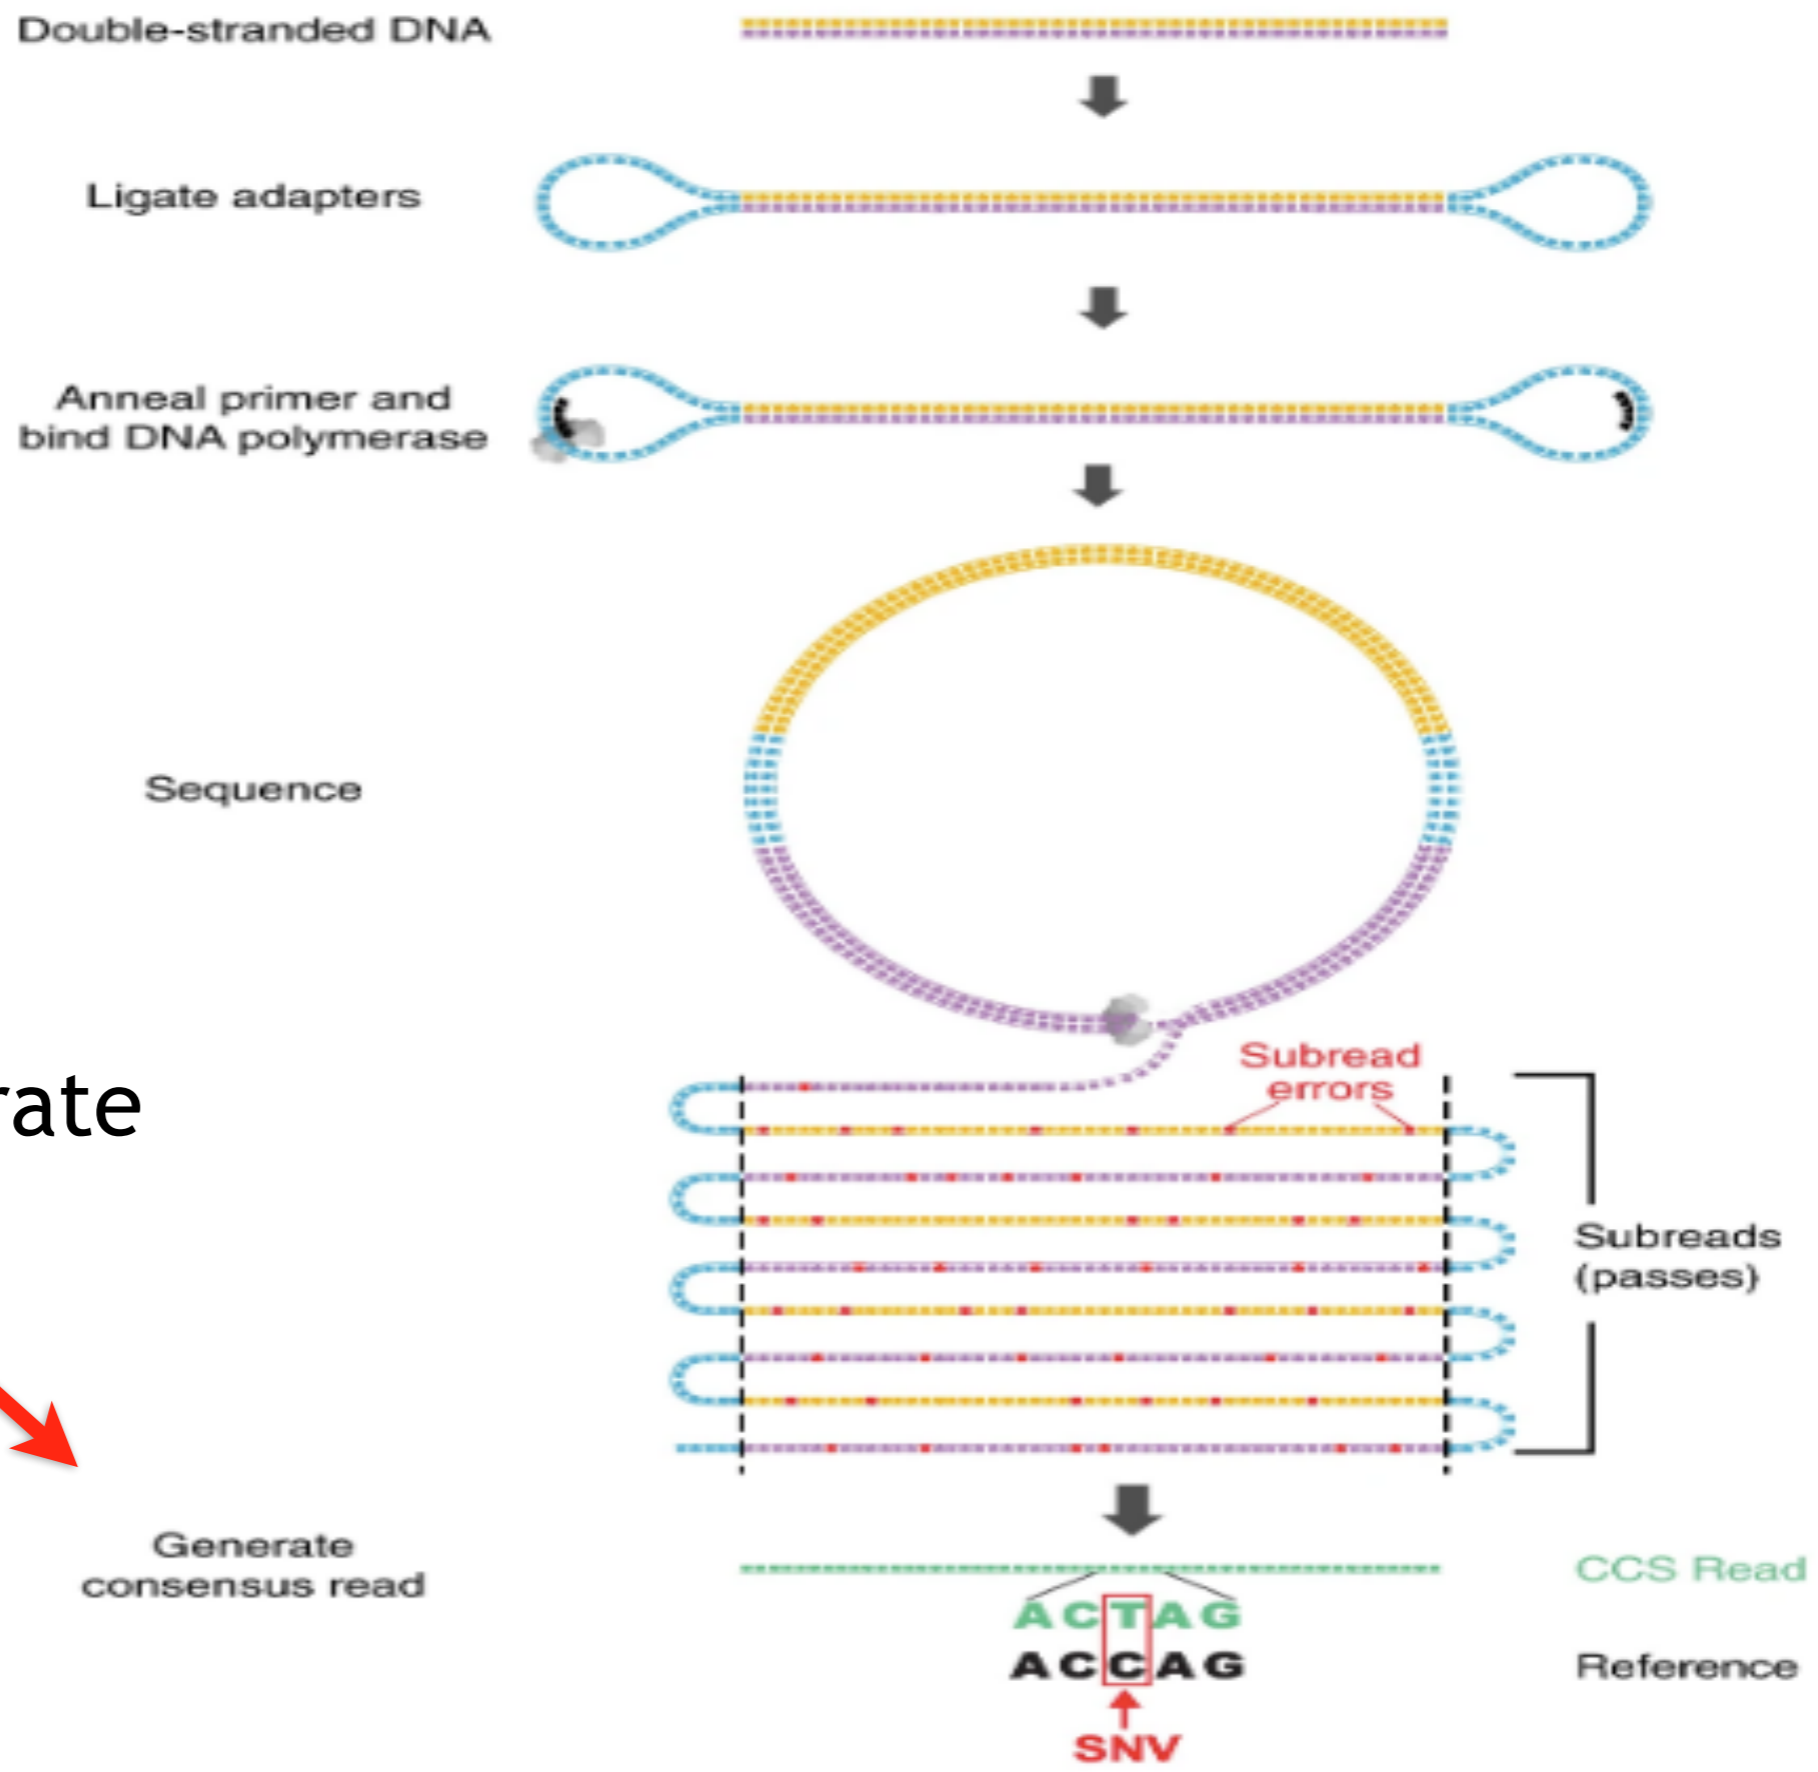 Double-stranded DNA
Ligate adapters
Anneal primer and
bind DNA polymerase
Sequence
Subread
errors
rate
Subreads
(passes)
Generate
consensus read
CCS Read
ACTAG
ACCAG
Reference
SNV